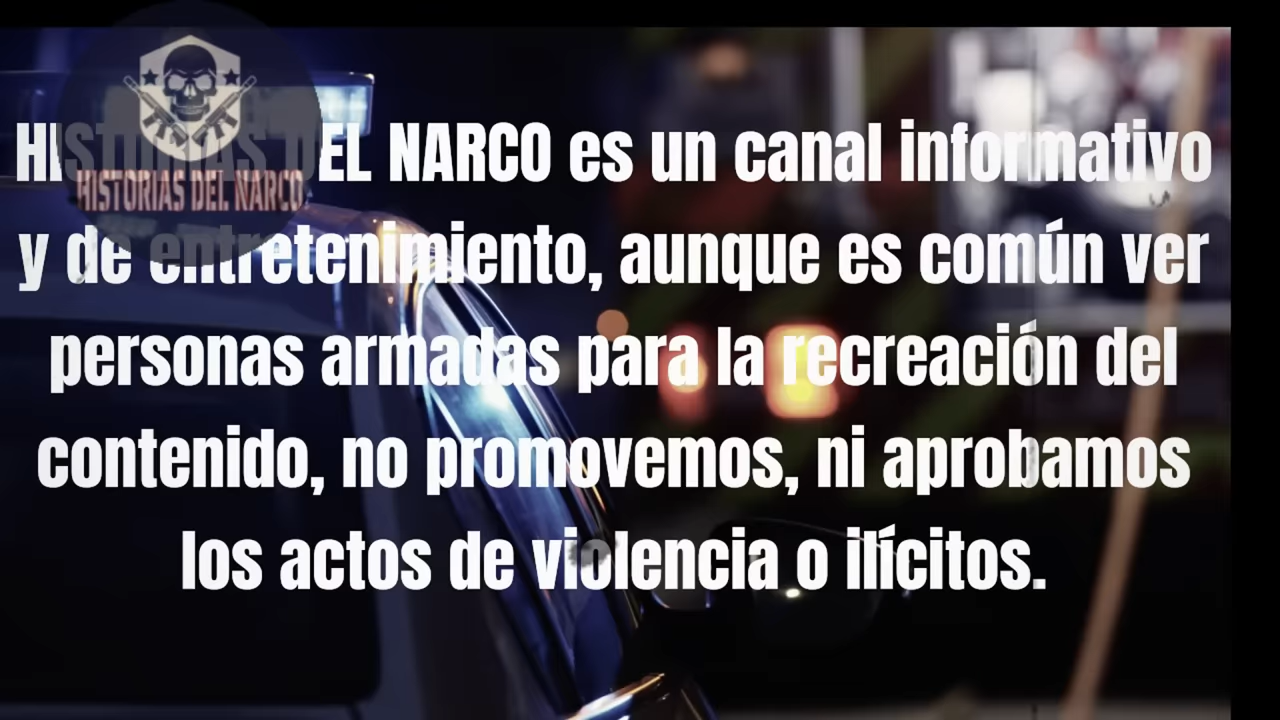 HISTORIAS DEL NARCO
HISTORIAS DEL NARCO es un canal informativo
y de entretenimiento, aunque es común ver
personas armadas para la recreación del
contenido, no promovemos, ni aprobamos
los actos de violencia o ilícitos.